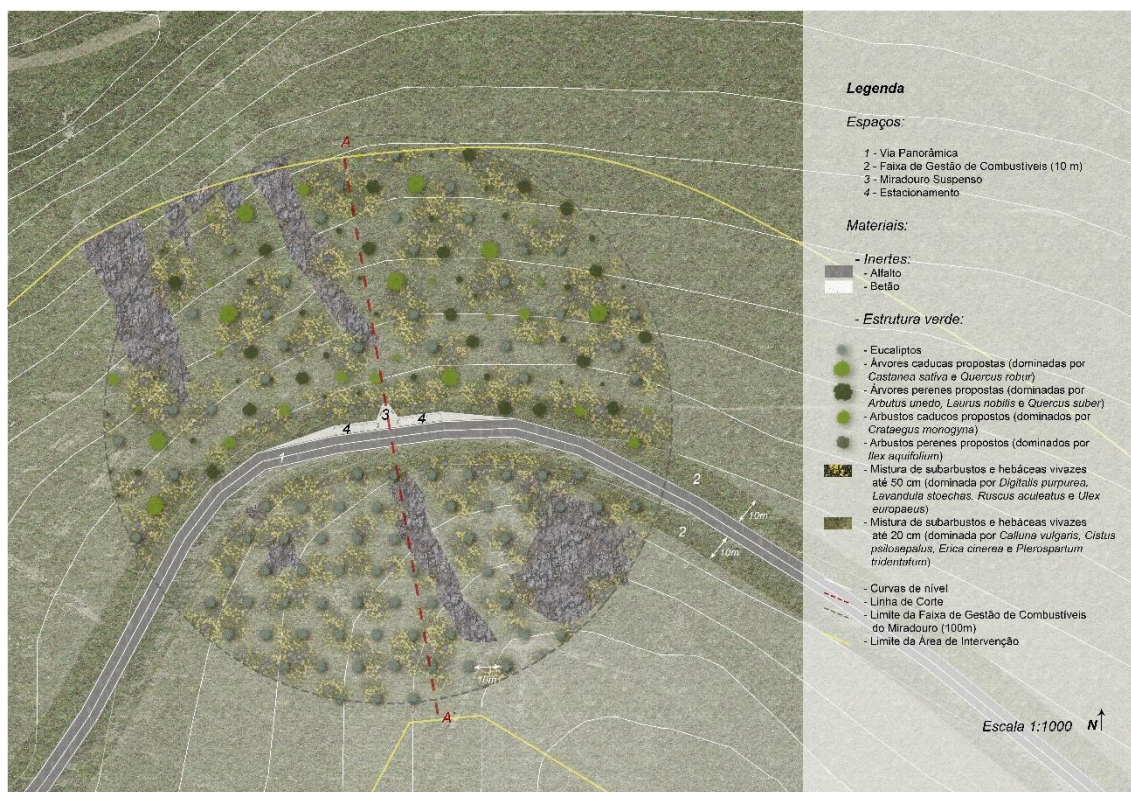 A
3
4
4
1
2
2
10m
10m
10m
A'
Legenda
Espaços:
1 - Via Panorâmica
2 - Faixa de Gestão de Combustíveis (10 m)
3 - Miradouro Suspenso
4 - Estacionamento
Materiais:
- Inertes:
- Alfalto
- Betão
- Estrutura verde:
- Eucaliptos
- Árvores caducas propostas (dominadas por
Castanea sativa e Quercus robur)
- Árvores perenes propostas (dominadas por
Arbutus unedo, Laurus nobilis e Quercus suber)
- Arbustos caducos propostos (dominados por
Crataegus monogyna)
- Arbustos perenes propostos (dominados por
Ilex aquifolium)
- Mistura de subarbustos e hebáceas vivazes
até 50 cm (dominada por Digitalis purpurea,
Lavandula stoechas, Ruscus aculeatus e Ulex
europaeus)
- Mistura de subarbustos e hebáceas vivazes
até 20 cm (dominada por Calluna vulgaris, Cistus
psilosepalus, Erica cinerea e Pterospartum
tridentatum)
- Curvas de nível
- Linha de Corte
- Limite da Faixa de Gestão de Combustíveis
do Miradouro (100m)
- Limite da Área de Intervenção
Escala 1:1000 N